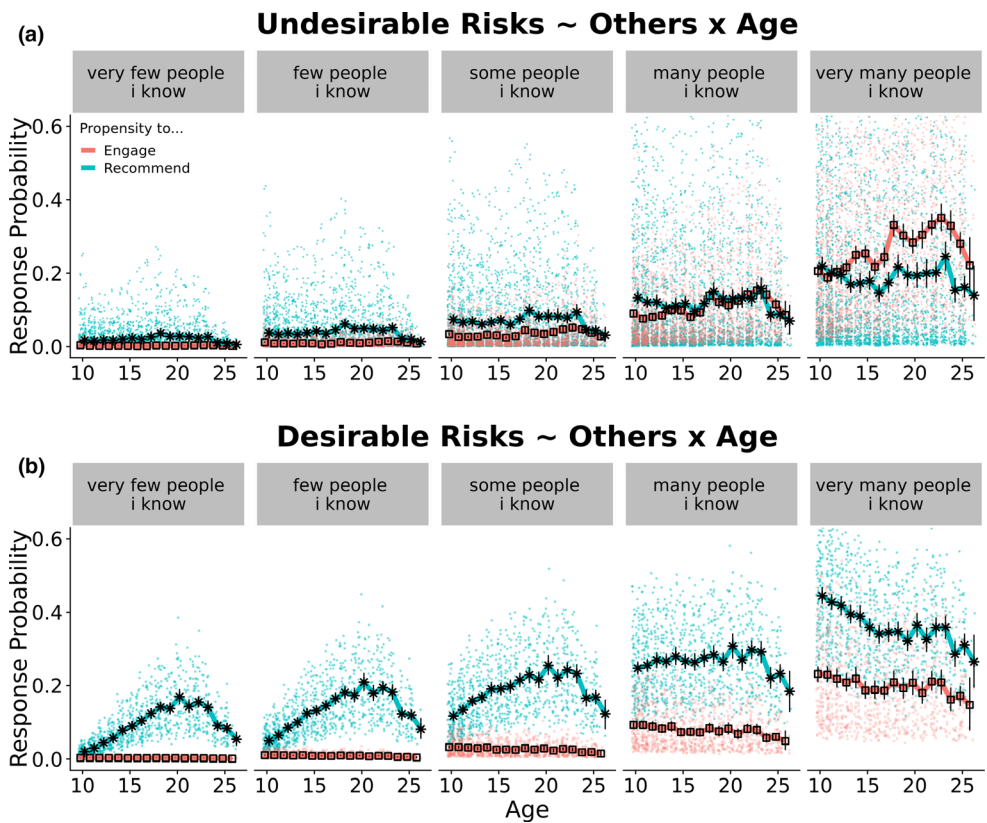 (a)
Undesirable Risks ~ Others x Age
very few people
i know
few people
i know
some people
i know
many people
i know
very many people
i know
Response Probability
0.6
0.4
0.2
0.0
Propensity to...
Engage
Recommend
10 15 20 25
10 15 20 25
10 15 20 25
10 15 20 25
10 15 20 25
(b)
Desirable Risks ~ Others x Age
very few people
i know
few people
i know
some people
i know
many people
i know
very many people
i know
Response Probability
0.6
0.4
0.2
0.0
10 15 20 25
10 15 20 25
10 15 20 25
10 15 20 25
10 15 20 25
Age